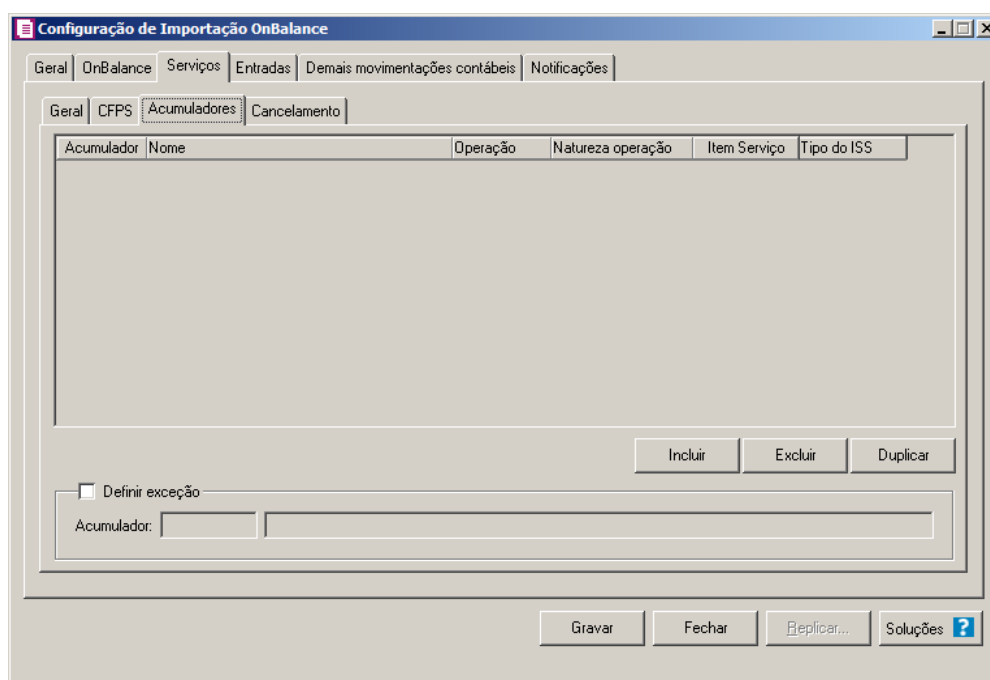 Configuração de Importação OnBalance
Geral OnBalance Serviços Entradas Demais movimentações contábeis Notificações
Geral CFPS Acumuladores Cancelamento
Acumulador Nome Operação Natureza operação Item Serviço Tipo do ISS
Incluir Excluir Duplicar
Definir exceção
Acumulador:
Gravar Fechar Replicar... Soluções ?